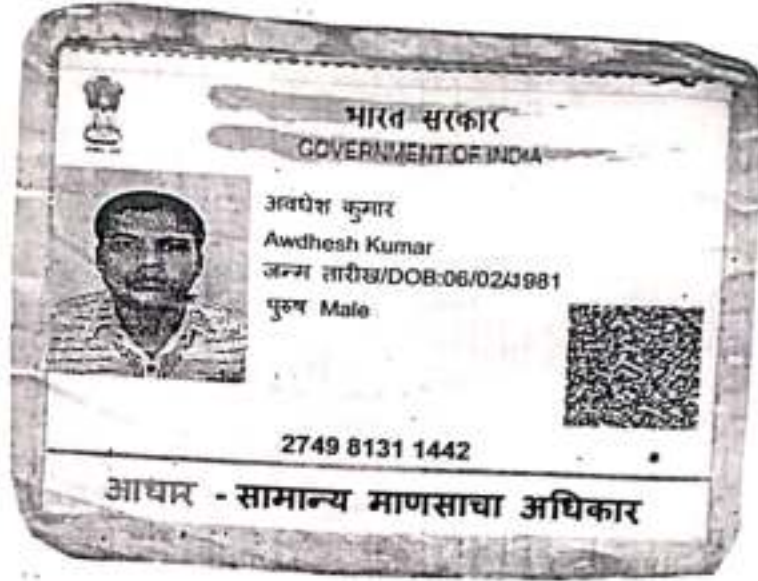 भारत सरकार
GOVERNMENT OF INDIA
अवधेश कुमार
Awdhesh Kumar
जन्म तारीख/DOB:06/02/1981
पुरुष Male
2749 8131 1442
आधार - सामान्य माणसाचा अधिकार